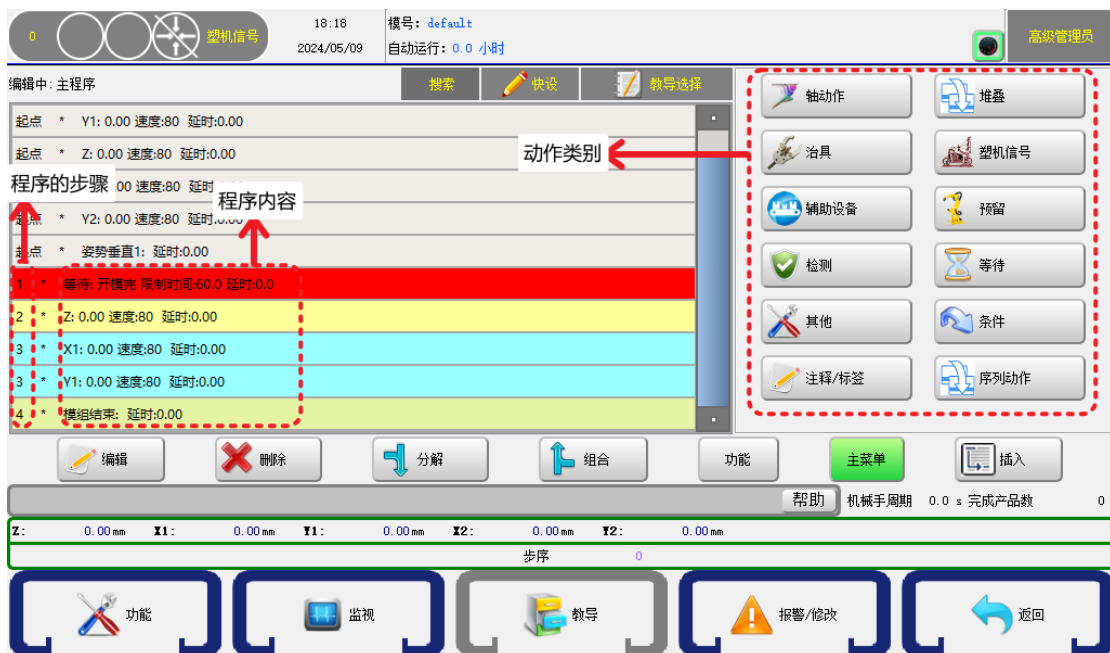 0
塑机信号
18:18
2024/05/09
模号: default
自动运行: 0.0 小时
高级管理员
编辑中:主程序
搜索
快设
教导选择
起点 * Y1: 0.00 速度:80 延时:0.00
起点 * Z: 0.00 速度:80 延时:0.00
程序的步骤
.00 速度:80 延时
程序内容
动作类别
起点 * Y2: 0.00 速度:80 延时:0.00
起点 * 姿势垂直1: 延时:0.00
1 * 等待: 开模完 限制时间:60.0 延时:0.0
2 * Z: 0.00 速度:80 延时:0.00
3 * X1: 0.00 速度:80 延时:0.00
3 * Y1: 0.00 速度:80 延时:0.00
4 * 模组结束: 延时:0.00
轴动作
堆叠
治具
塑机信号
辅助设备
预留
检测
等待
其他
条件
注释/标签
序列动作
编辑
删除
分解
组合
功能
主菜单
插入
帮助
机械手周期 0.0 s 完成产品数 0
Z: 0.00mm X1: 0.00mm Y1: 0.00mm X2: 0.00mm Y2: 0.00mm
步序 0
功能
监视
教导
报警/修改
返回